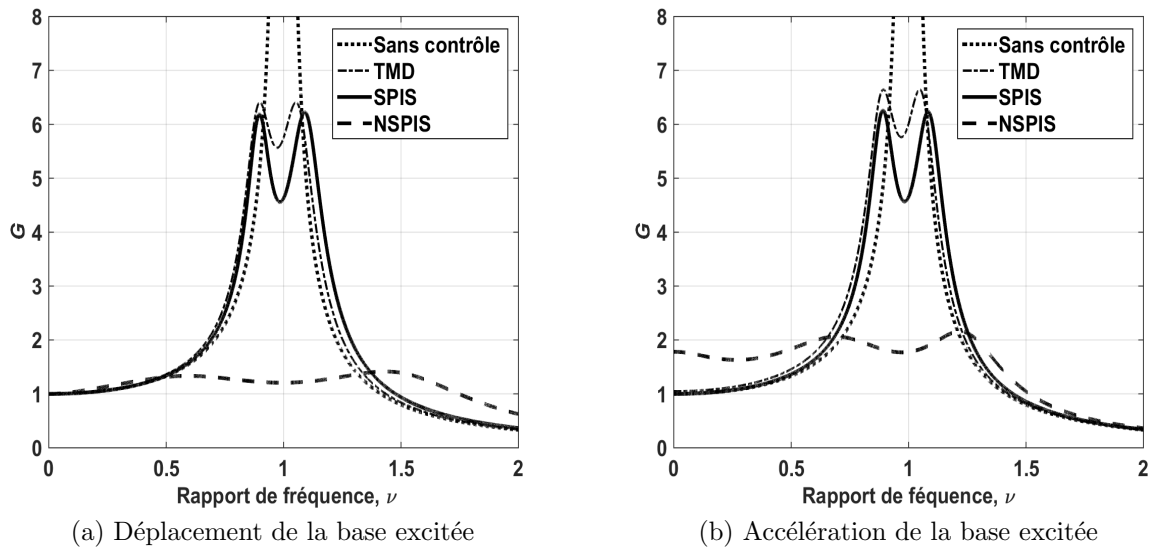 8
7
6
5
4
3
2
1
0
G
Sans contrôle
TMD
SPIS
NSPIS
0 0.5 1 1.5 2
Rapport de fréquence, ν
(a) Déplacement de la base excitée
8
7
6
5
4
3
2
1
0
G
Sans contrôle
TMD
SPIS
NSPIS
0 0.5 1 1.5 2
Rapport de féquence, ν
(b) Accélération de la base excitée